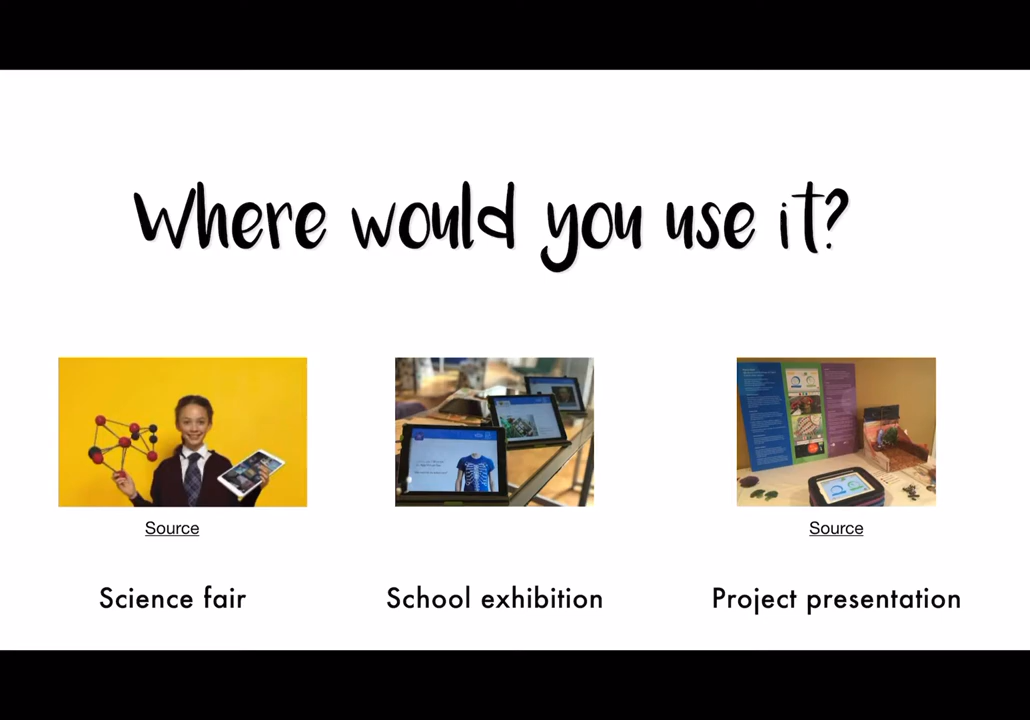 Where would you use it?
Source
Source
Science fair
School exhibition
Project presentation